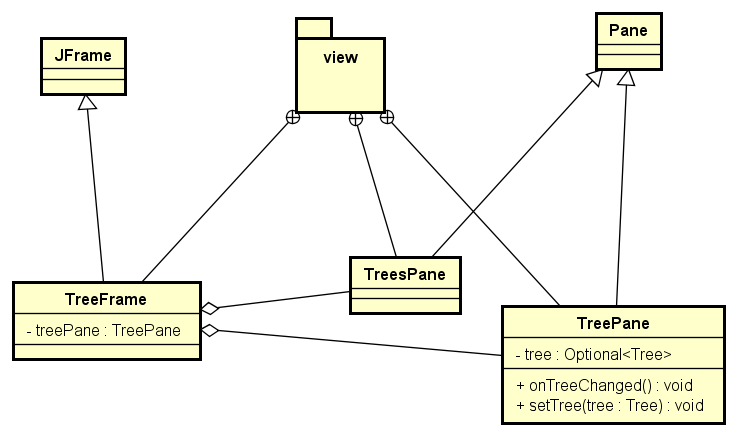 JFrame
view
Pane
TreeFrame
- treePane : TreePane
TreesPane
TreePane
- tree : Optional<Tree>
+ onTreeChanged() : void
+ setTree(tree : Tree) : void